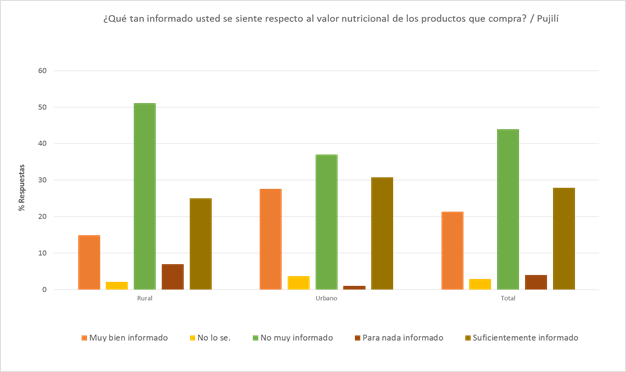 ¿Qué tan informado usted se siente respecto al valor nutricional de los productos que compra? / Pujilí
60
50
40
30
20
10
0
% Respuestas
Rural
Urbano
Total
Muy bien informado
No lo se.
No muy informado
Para nada informado
Suficientemente informado